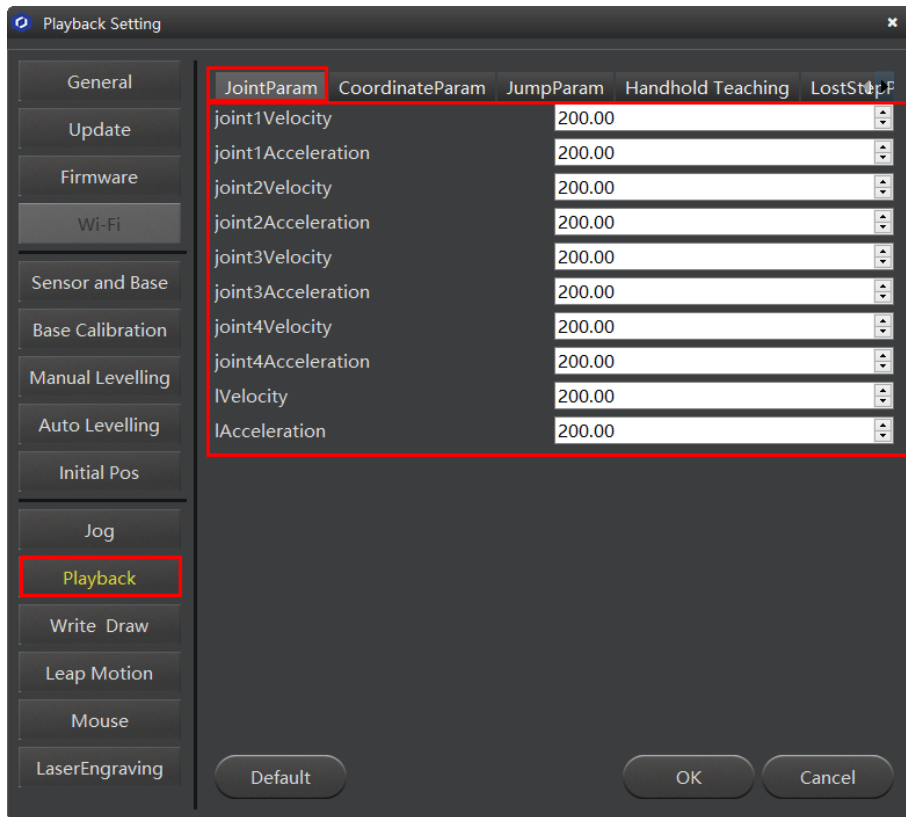 Playback Setting
General
Update
Firmware
Wi-Fi
Sensor and Base
Base Calibration
Manual Levelling
Auto Levelling
Initial Pos
Jog
Playback
Write Draw
Leap Motion
Mouse
LaserEngraving
JointParam CoordinateParam JumpParam Handhold Teaching
joint1Velocity 200.00
joint1Acceleration 200.00
joint2Velocity 200.00
joint2Acceleration 200.00
joint3Velocity 200.00
joint3Acceleration 200.00
joint4Velocity 200.00
joint4Acceleration 200.00
lVelocity 200.00
lAcceleration 200.00
Default OK Cancel